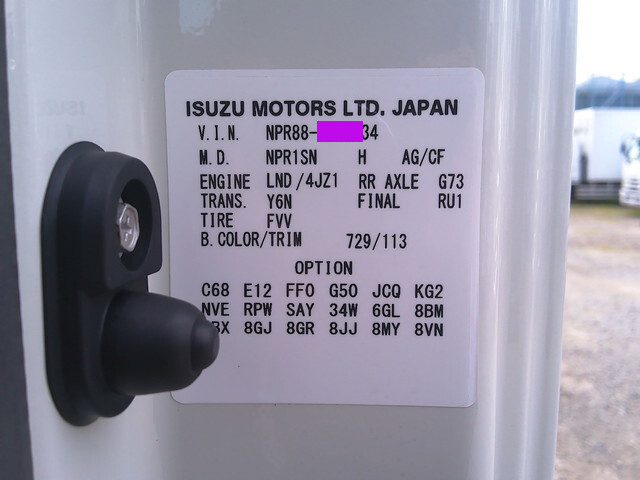 ISUZU MOTORS LTD. JAPAN
V.I.N. NPR88- 34
M.D. NPR1SN H AG/CF
ENGINE LND/4JZ1 RR AXLE G73
TRANS. Y6N FINAL RU1
TIRE FVV
B.COLOR/TRIM 729/113
OPTION
C68 E12 FF0 G50 JCQ KG2
NVE RPW SAY 34W 6GL 8BM
8GJ 8GR 8JJ 8MY 8VN